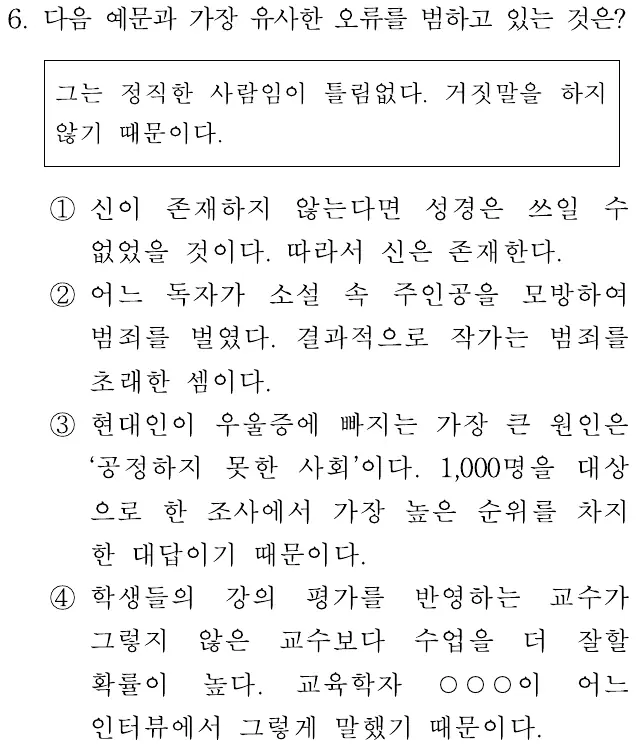 6. 다음 예문과 가장 유사한 오류를 범하고 있는 것은?
그는 정직한 사람임이 틀림없다. 거짓말을 하지
않기 때문이다.
① 신이 존재하지 않는다면 성경은 쓰일 수
없었을 것이다. 따라서 신은 존재한다.
② 어느 독자가 소설 속 주인공을 모방하여
범죄를 벌였다. 결과적으로 작가는 범죄를
초래한 셈이다.
③ 현대인이 우울증에 빠지는 가장 큰 원인은
‘공정하지 못한 사회’이다. 1,000명을 대상
으로 한 조사에서 가장 높은 순위를 차지
한 대답이기 때문이다.
④ 학생들의 강의 평가를 반영하는 교수가
그렇지 않은 교수보다 수업을 더 잘할
확률이 높다. 교육학자 ○○○이 어느
인터뷰에서 그렇게 말했기 때문이다.